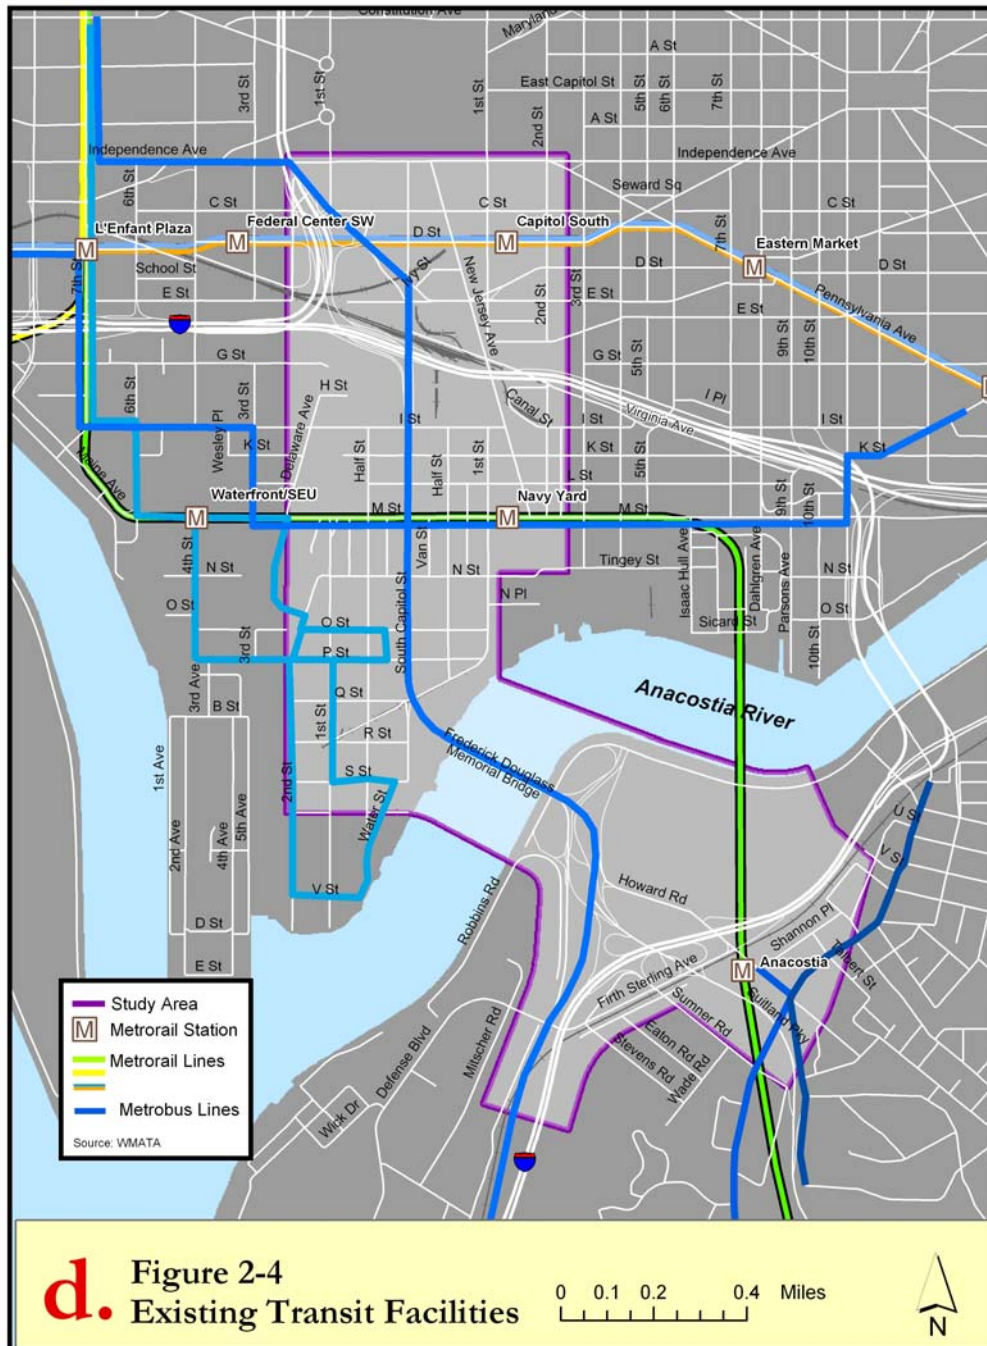 Constitution Ave
Maryland
A St
East Capitol St
3rd St
1st St
1st St
2nd St
5th St
6th St
7th St
A St
Independence Ave
Independence Ave
Seward Sq
6th St
C St
C St
C St
L'Enfant Plaza
Federal Center SW
Capitol South
Eastern Market
M
M
M
M
D St
7th St
7th St
School St
Ivy St
New Jersey Ave
D St
D St
E St
2nd St
3rd St
E St
E St
Pennsylvania Ave
G St
G St
5th St
9th St
10th St
H St
6th St
Wesley Pl
3rd St
Delaware Ave
I St
Canal St
I St
Virginia Ave
I Pl
I St
K St
Half St
Half St
1st St
K St
5th St
K St
Maine Ave
L St
9th St
10th St
Waterfront/SEU
Navy Yard
M
M
M St
M St
4th St
Van St
N St
N St
Tingey St
Isaac Hull Ave
Dahlgren Ave
Parsons Ave
N St
O St
N Pl
O St
O St
Sicard St
10th St
3rd St
P St
South Capitol St
3rd Ave
B St
Q St
Anacostia River
1st St
R St
Frederick Douglass
Memorial Bridge
1st Ave
2nd St
S St
Water St
2nd Ave
4th Ave
5th Ave
U St
V St
V St
Robbins Rd
Howard Rd
D St
Shannon Pl
Talbert St
E St
M
Anacostia
Firth Sterling Ave
Suitland Pky
Sumner Rd
Eaton Rd
Stevens Rd
Wade Rd
Mitscher Rd
Defense Blvd
Wick Dr
Study Area
M Metrorail Station
Metrorail Lines
Metrobus Lines
Source: WMATA
d. Figure 2-4
Existing Transit Facilities
0 0.1 0.2 0.4 Miles
N